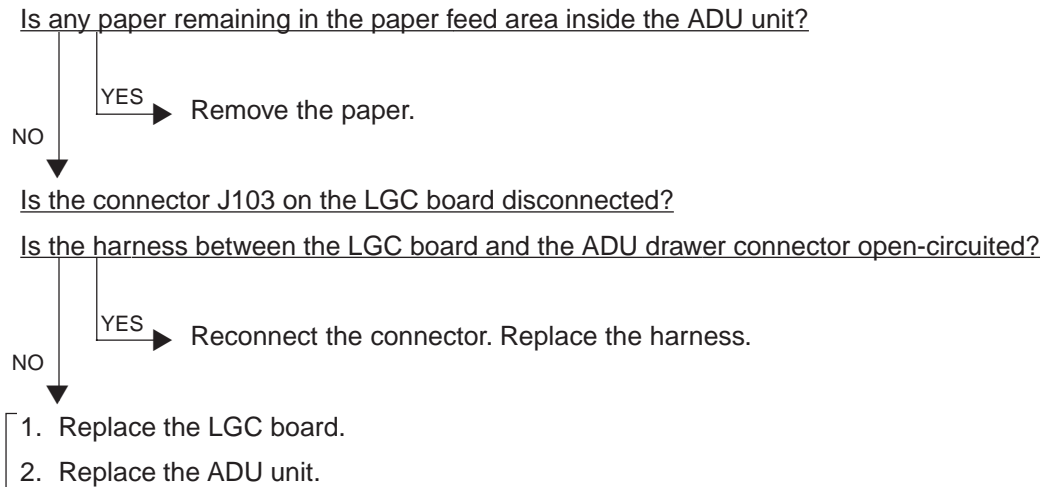 Is any paper remaining in the paper feed area inside the ADU unit?
YES
Remove the paper.
NO
Is the connector J103 on the LGC board disconnected?
Is the harness between the LGC board and the ADU drawer connector open-circuited?
YES
Reconnect the connector. Replace the harness.
NO
1. Replace the LGC board.
2. Replace the ADU unit.